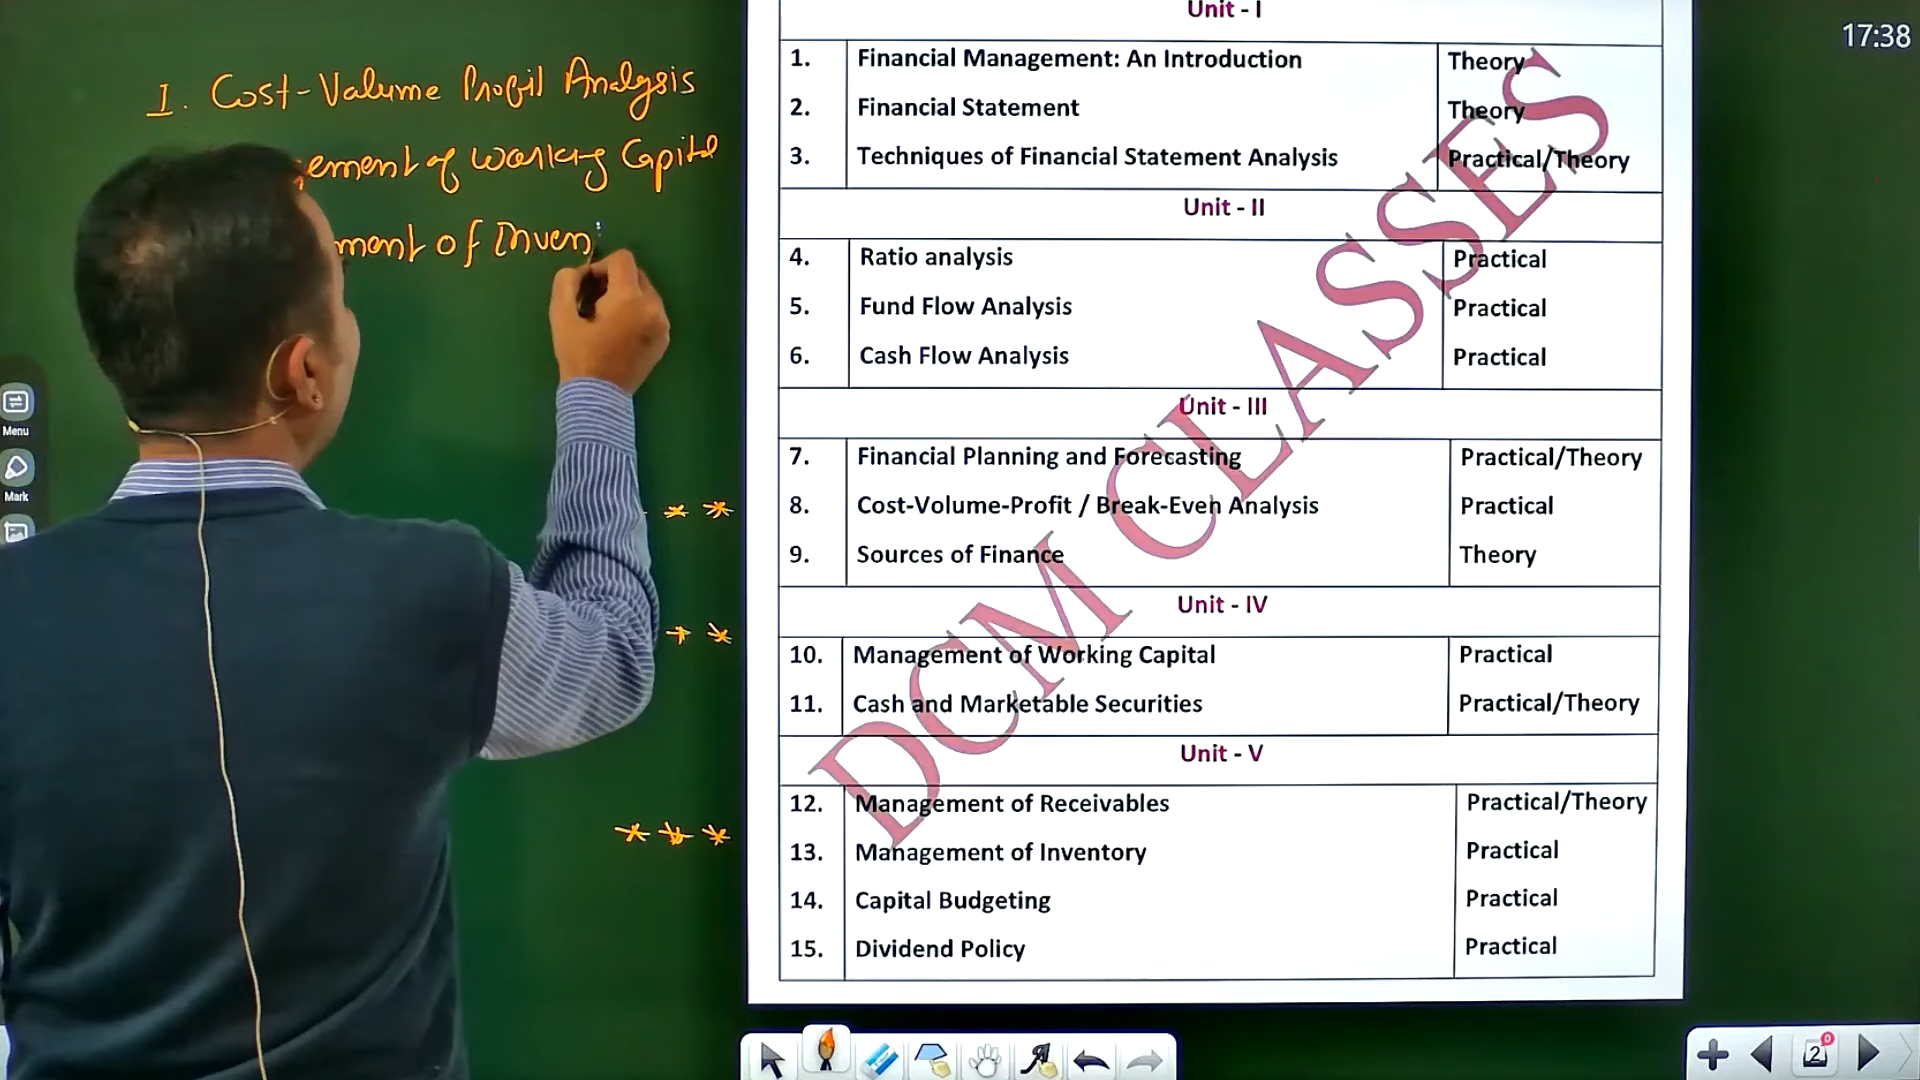 17:38
I. Cost-Volume Profit Analysis
ement of Working Capital
ment of Inven
* *
* *
* * *
Unit - I
1. Financial Management: An Introduction Theory
2. Financial Statement Theory
3. Techniques of Financial Statement Analysis Practical/Theory
Unit - II
4. Ratio analysis Practical
5. Fund Flow Analysis Practical
6. Cash Flow Analysis Practical
Unit - III
7. Financial Planning and Forecasting Practical/Theory
8. Cost-Volume-Profit / Break-Even Analysis Practical
9. Sources of Finance Theory
Unit - IV
10. Management of Working Capital Practical
11. Cash and Marketable Securities Practical/Theory
Unit - V
12. Management of Receivables Practical/Theory
13. Management of Inventory Practical
14. Capital Budgeting Practical
15. Dividend Policy Practical
DCM CLASSES
Menu
Mark
2
0